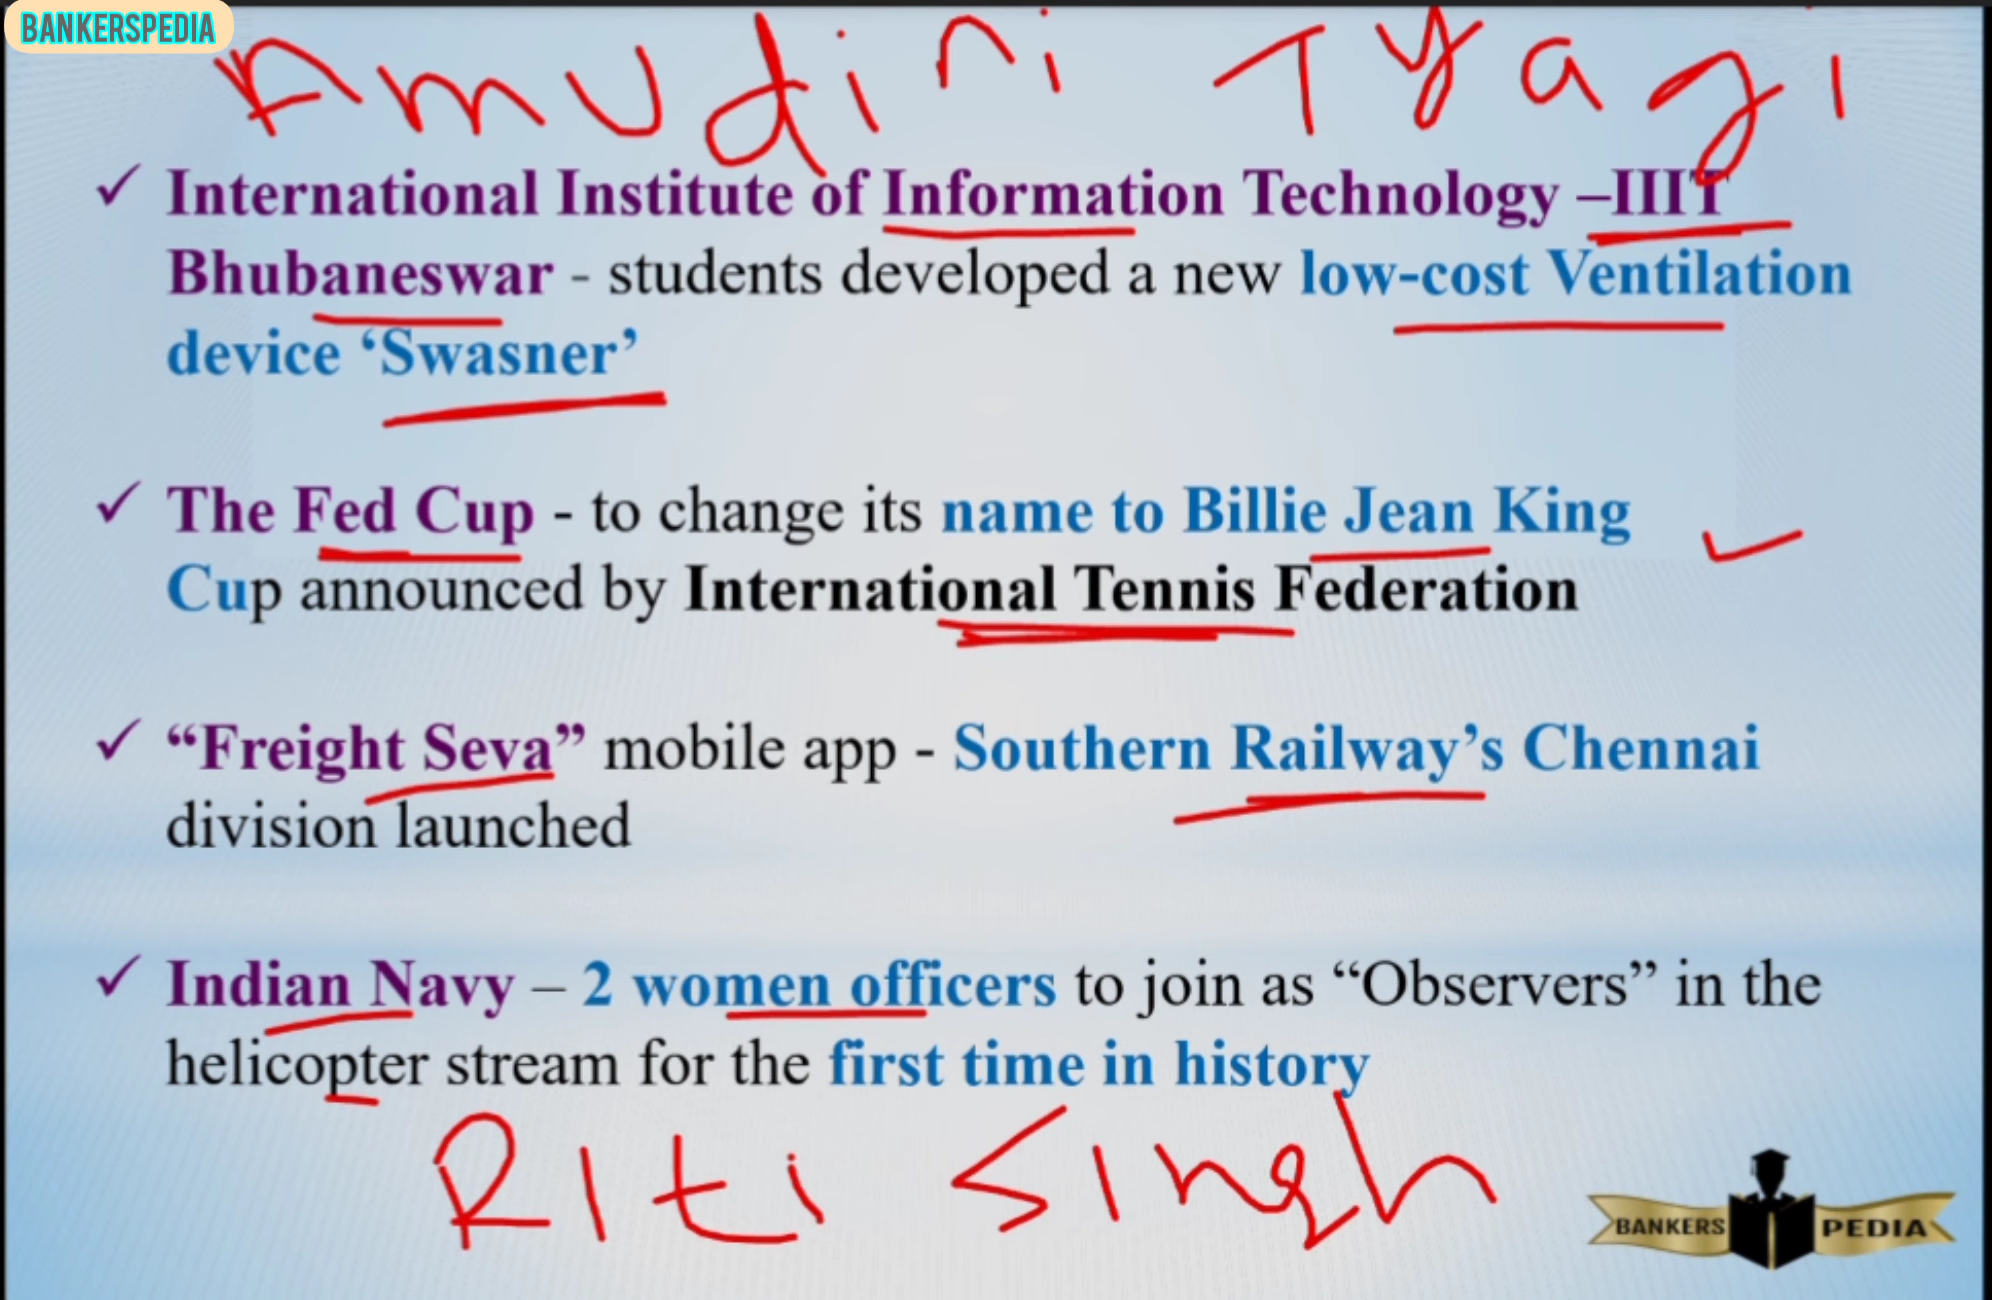 BANKERSPEDIA
Amudini Tyagi
✓ International Institute of Information Technology –IIIT
Bhubaneswar - students developed a new low-cost Ventilation
device ‘Swasner’
✓ The Fed Cup - to change its name to Billie Jean King
Cup announced by International Tennis Federation
✓ “Freight Seva” mobile app - Southern Railway’s Chennai
division launched
✓ Indian Navy – 2 women officers to join as “Observers” in the
helicopter stream for the first time in history
Riti Singh
BANKERS PEDIA